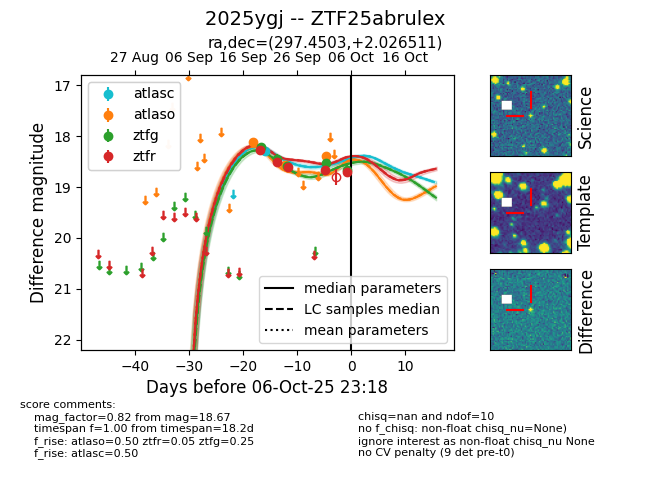 2025ygj -- ZTF25abrulex
ra,dec=(297.4503,+2.026511)
27 Aug 06 Sep 16 Sep 26 Sep 06 Oct 16 Oct
17
18
19
20
21
22
Difference magnitude
atlasc
atlaso
ztfg
ztfr
median parameters
LC samples median
mean parameters
−40 −30 −20 −10 0 10
Days before 06-Oct-25 23:18
Science
Template
Difference
score comments:
mag_factor=0.82 from mag=18.67
timespan f=1.00 from timespan=18.2d
f_rise: atlaso=0.50 ztfr=0.05 ztfg=0.25
f_rise: atlasc=0.50
chisq=nan and ndof=10
no f_chisq: non-float chisq_nu=None)
ignore interest as non-float chisq_nu None
no CV penalty (9 det pre-t0)